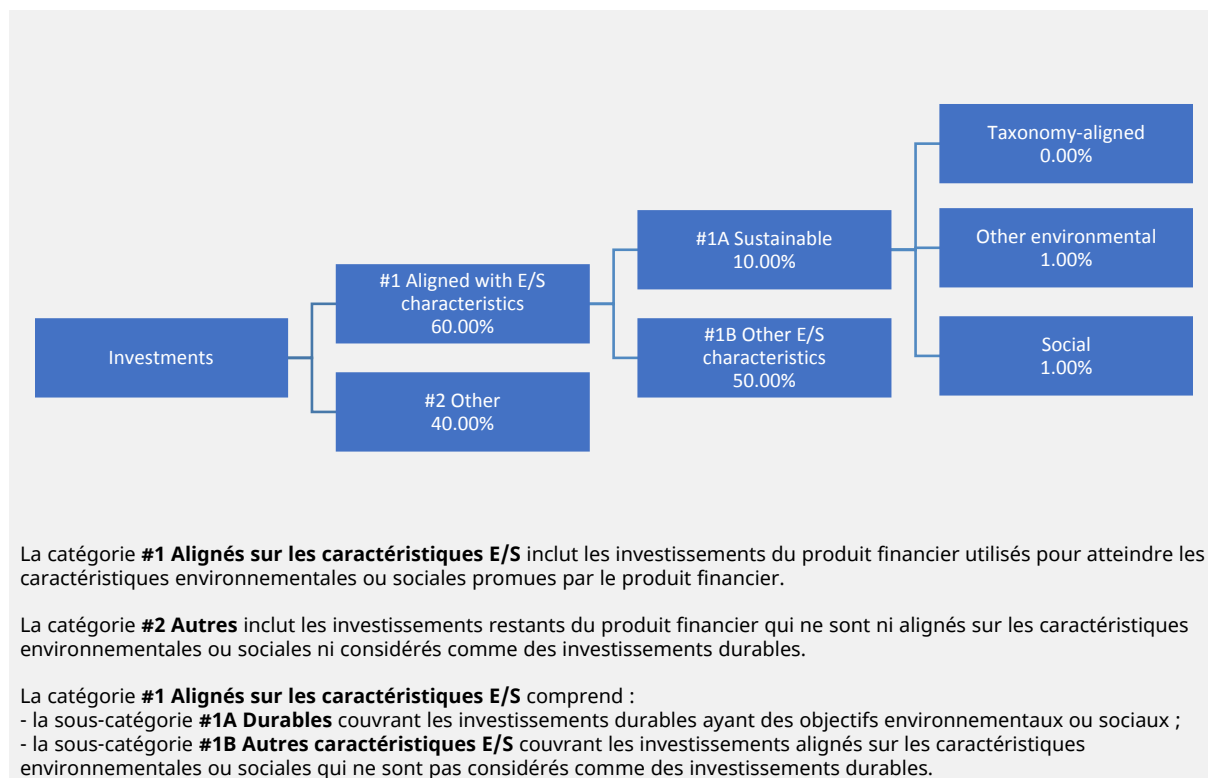 Taxonomy-aligned
0.00%
#1A Sustainable
10.00%
Other environmental
1.00%
#1 Aligned with E/S
characteristics
60.00%
Investments
#1B Other E/S
characteristics
50.00%
Social
1.00%
#2 Other
40.00%
La catégorie #1 Alignés sur les caractéristiques E/S inclut les investissements du produit financier utilisés pour atteindre les
caractéristiques environnementales ou sociales promues par le produit financier.
La catégorie #2 Autres inclut les investissements restants du produit financier qui ne sont ni alignés sur les caractéristiques
environnementales ou sociales ni considérés comme des investissements durables.
La catégorie #1 Alignés sur les caractéristiques E/S comprend :
- la sous-catégorie #1A Durables couvrant les investissements durables ayant des objectifs environnementaux ou sociaux ;
- la sous-catégorie #1B Autres caractéristiques E/S couvrant les investissements alignés sur les caractéristiques
environnementales ou sociales qui ne sont pas considérés comme des investissements durables.